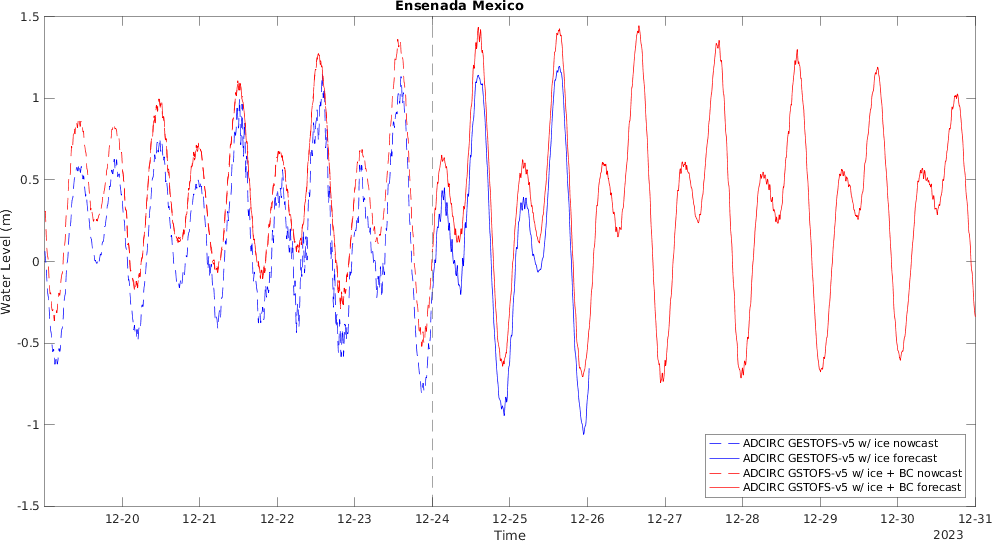 Ensenada Mexico
1.5
1
0.5
0
-0.5
-1
-1.5
Water Level (m)
12-20 12-21 12-22 12-23 12-24 12-25 12-26 12-27 12-28 12-29 12-30 12-31
Time
2023
ADCIRC GESTOFS-v5 w/ ice nowcast
ADCIRC GESTOFS-v5 w/ ice forecast
ADCIRC GSTOFS-v5 w/ ice + BC nowcast
ADCIRC GSTOFS-v5 w/ ice + BC forecast